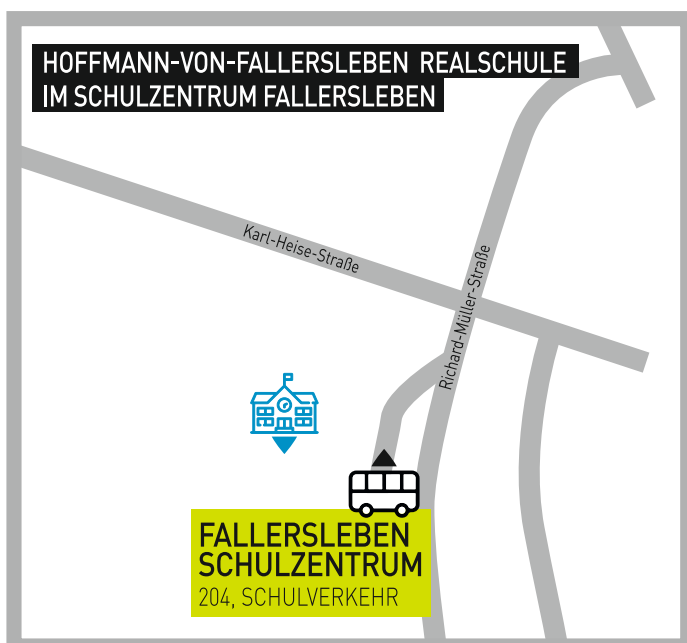 HOFFMANN-VON-FALLERSLEBEN REALSCHULE
IM SCHULZENTRUM FALLERSLEBEN
Karl-Heise-Straße
Richard-Müller-Straße
FALLERSLEBEN
SCHULZENTRUM
204, SCHULVERKEHR